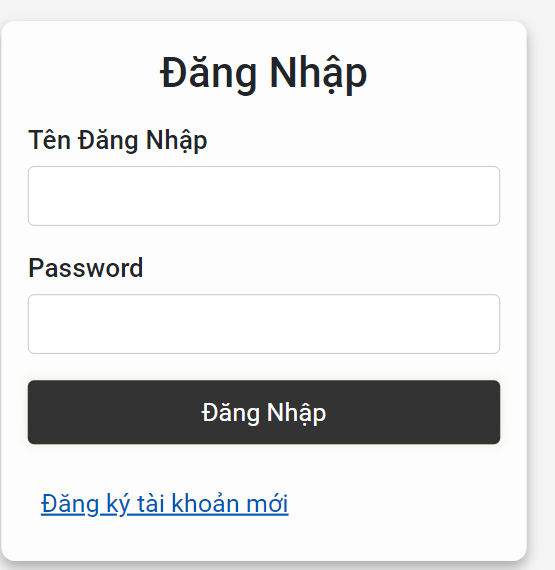 Đăng Nhập
Tên Đăng Nhập
Password
Đăng Nhập
Đăng ký tài khoản mới